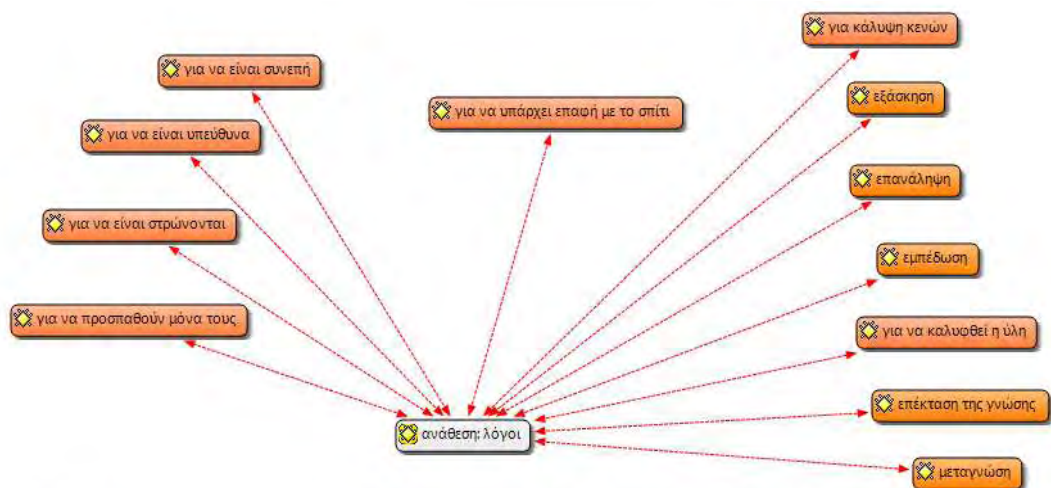 για κάλυψη κενών
για να είναι συνεπή
εξάσκηση
για να υπάρχει επαφή με το σπίτι
για να είναι υπεύθυνα
επανάληψη
για να είναι στρώνονται
εμπέδωση
για να προσπαθούν μόνα τους
για να καλυφθεί η ύλη
επέκταση της γνώσης
ανάθεση: λόγοι
μεταγνώση